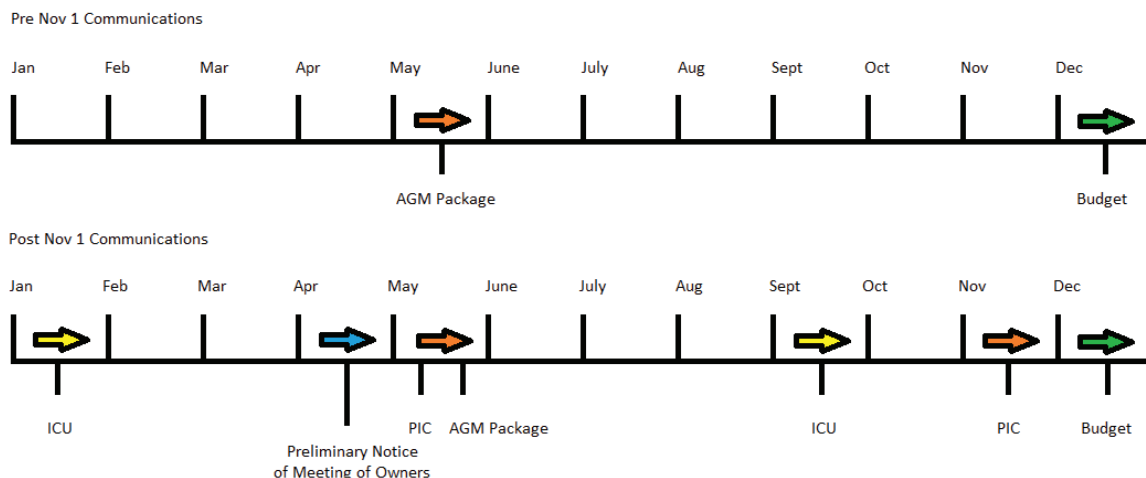 Pre Nov 1 Communications
Jan Feb Mar Apr May June July Aug Sept Oct Nov Dec
AGM Package Budget
Post Nov 1 Communications
Jan Feb Mar Apr May June July Aug Sept Oct Nov Dec
ICU PIC AGM Package ICU PIC Budget
Preliminary Notice
of Meeting of Owners